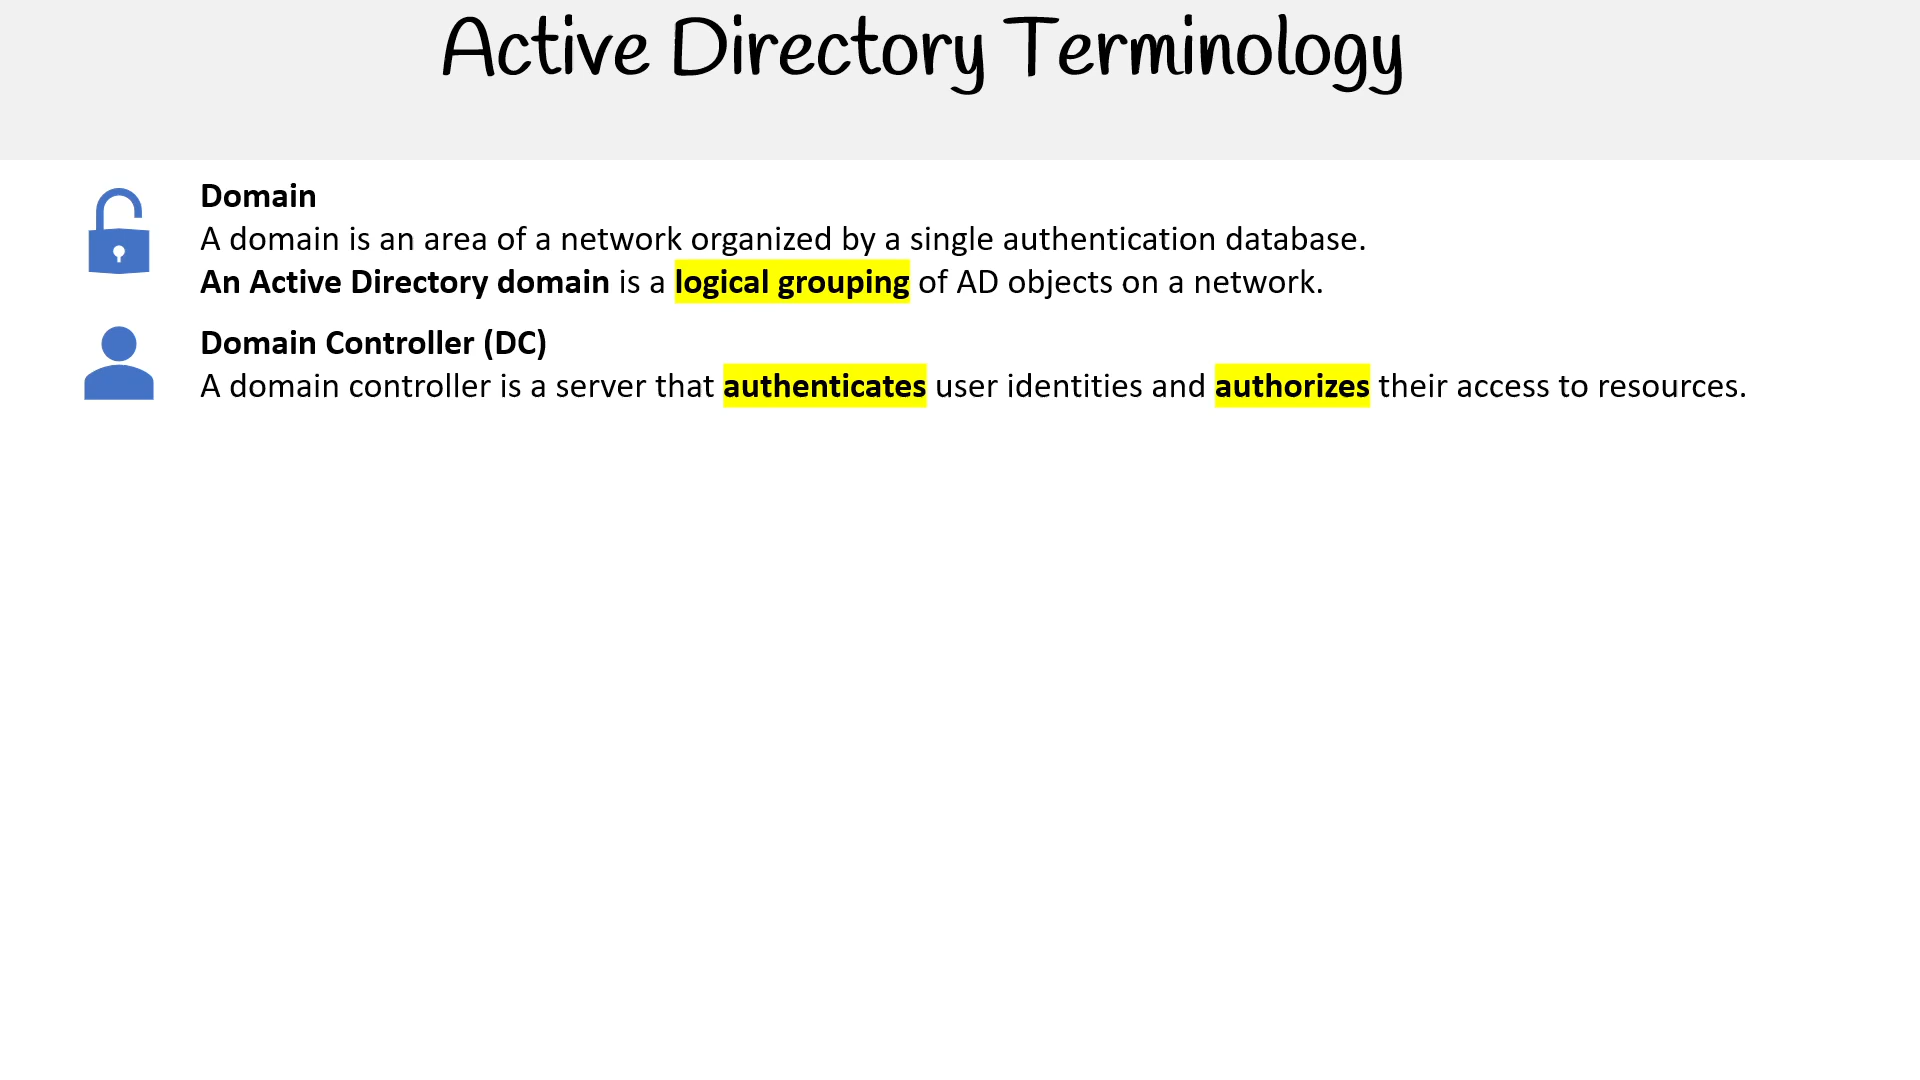 Active Directory Terminology
Domain
A domain is an area of a network organized by a single authentication database.
An Active Directory domain is a logical grouping of AD objects on a network.
Domain Controller (DC)
A domain controller is a server that authenticates user identities and authorizes their access to resources.